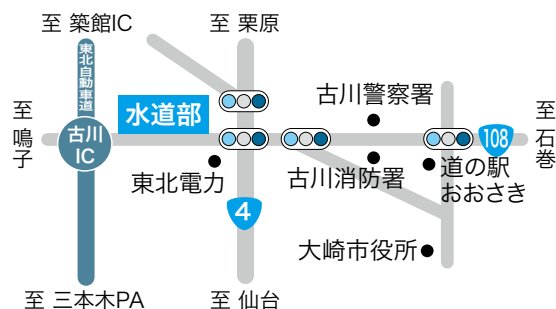 至 築館IC
至 栗原
東北自動車道
水道部
古川警察署
至 鳴子
古川
IC
108
至 石巻
東北電力
古川消防署
道の駅
おおさき
4
大崎市役所
至 三本木PA
至 仙台